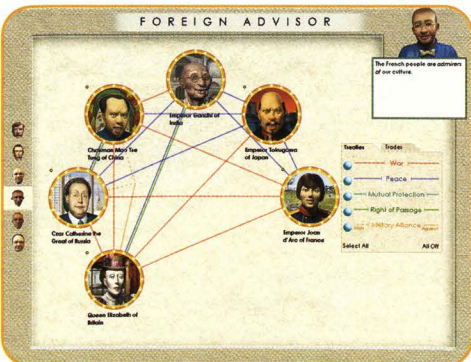 FOREIGN ADVISOR
The French people are admirers
of our culture.
Emperor Gandhi of
India
Chairman Mao Tse
Tung of China
Emperor Tokugawa
of Japan
Treaties Trades
War
Peace
Mutual Protection
Right of Passage
Military Alliance
Select All All Off
Czar Catherine the
Great of Russia
Emperor Joan
d'Arc of France
Queen Elizabeth of
Britain